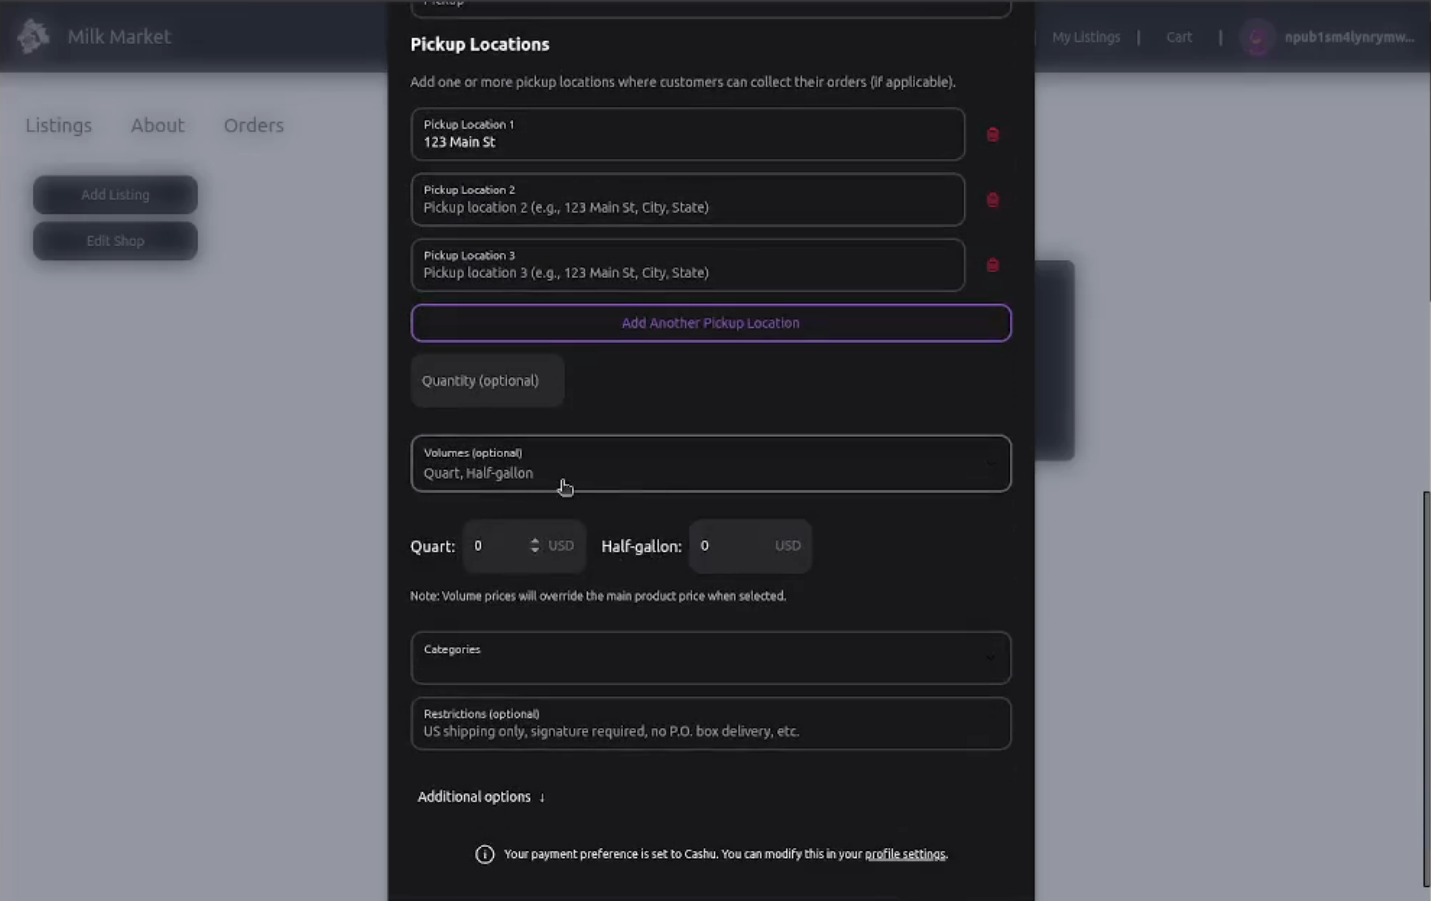 Pickup
Milk Market
My Listings | Cart | npub1sm4lynrymw...
Listings About Orders
Add Listing
Edit Shop
Pickup Locations
Add one or more pickup locations where customers can collect their orders (if applicable).
Pickup Location 1
123 Main St
Pickup Location 2
Pickup location 2 (e.g., 123 Main St, City, State)
Pickup Location 3
Pickup location 3 (e.g., 123 Main St, City, State)
Add Another Pickup Location
Quantity (optional)
Volumes (optional)
Quart, Half-gallon
Quart: 0 USD Half-gallon: 0 USD
Note: Volume prices will override the main product price when selected.
Categories
Restrictions (optional)
US shipping only, signature required, no P.O. box delivery, etc.
Additional options ↓
Your payment preference is set to Cashu. You can modify this in your profile settings.